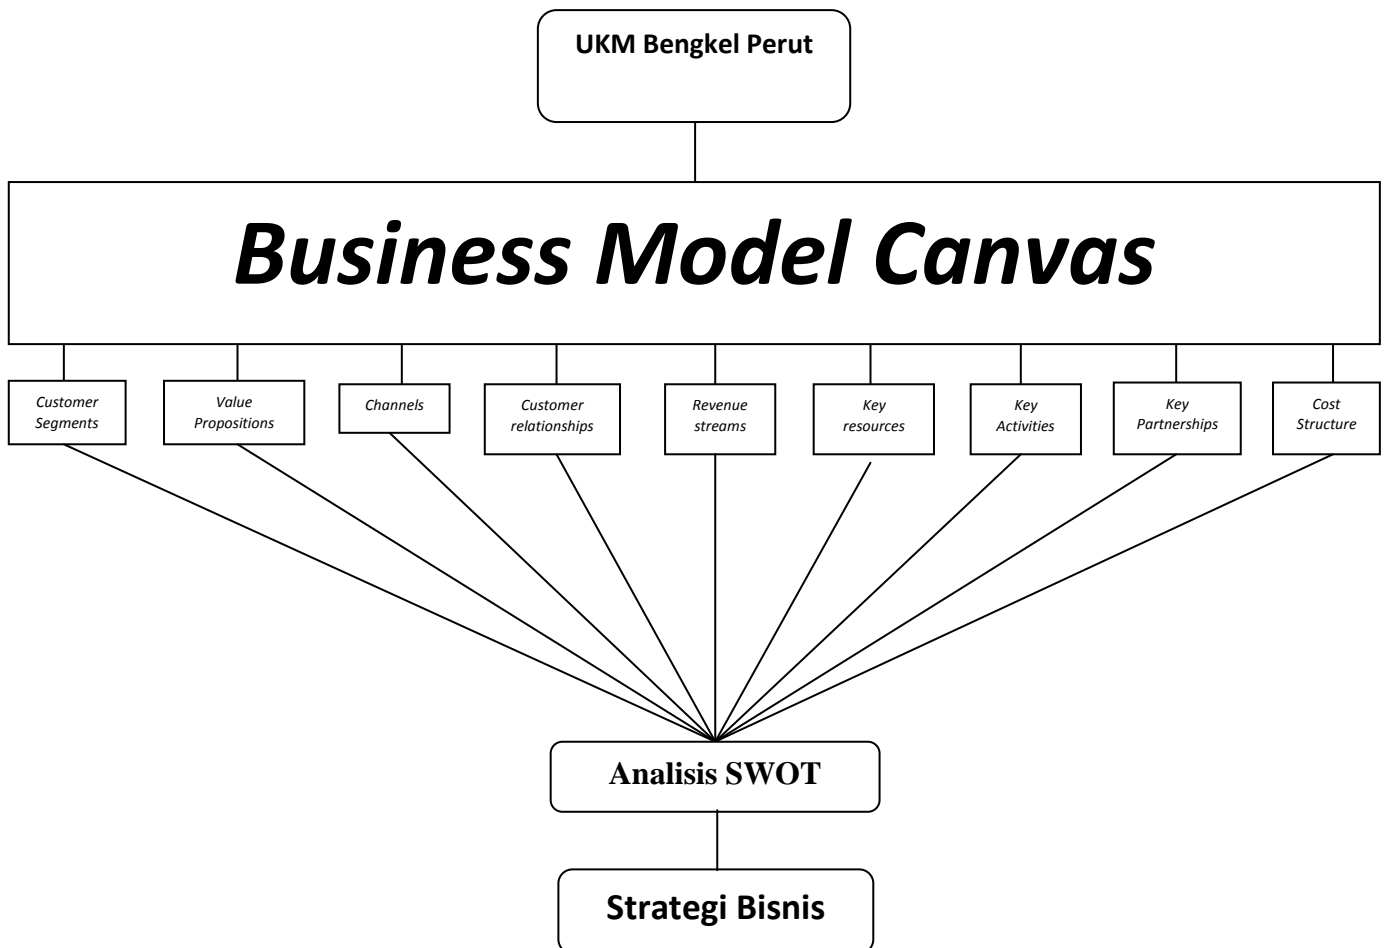 UKM Bengkel Perut
Business Model Canvas
Customer
Segments
Value
Propositions
Channels
Customer
relationships
Revenue
streams
Key
resources
Key
Activities
Key
Partnerships
Cost
Structure
Analisis SWOT
Strategi Bisnis